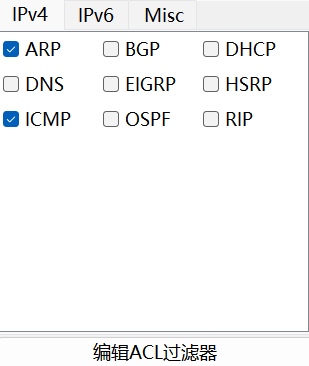 IPv4 IPv6 Misc
ARP BGP DHCP
DNS EIGRP HSRP
ICMP OSPF RIP
编辑ACL过滤器